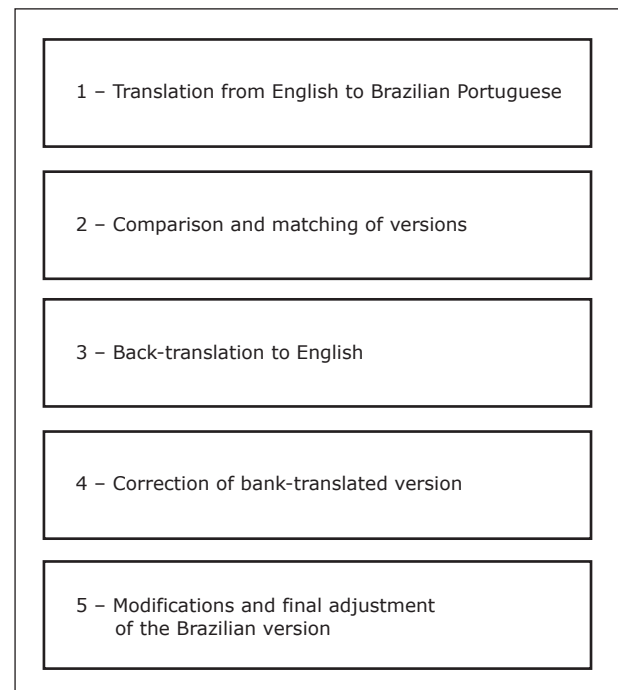 1 – Translation from English to Brazilian Portuguese
2 – Comparison and matching of versions
3 – Back-translation to English
4 – Correction of bank-translated version
5 – Modifications and final adjustment
of the Brazilian version